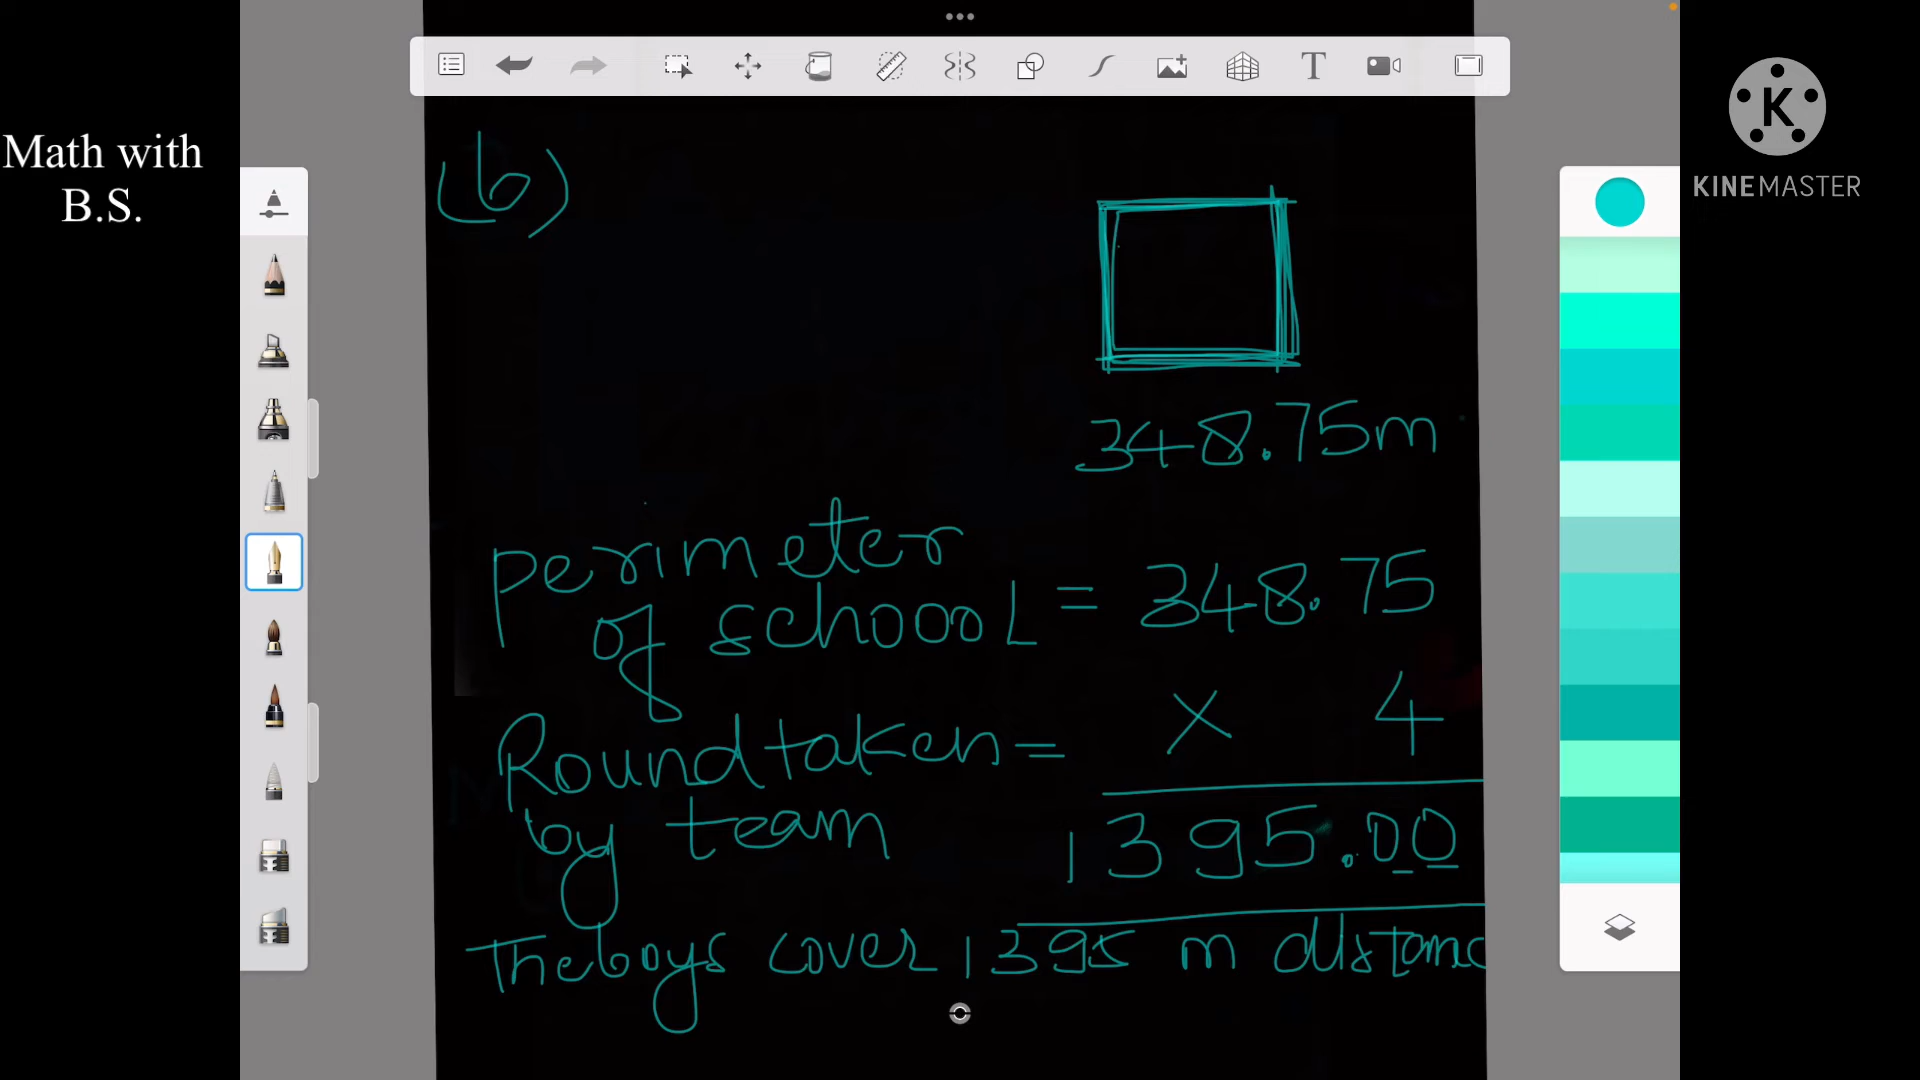 Math with
B.S.
K
KINEMASTER
T
(b)
348.75m
Perimeter
of schoool = 348.75
Round taken = × 4
by team 1395.00
The boys cover 1395 m distanc